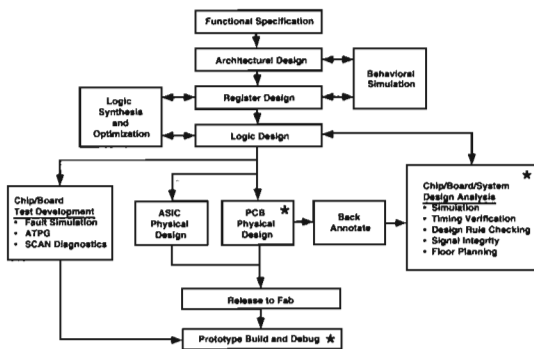 Functional Specification
Architectural Design
Behavioral
Simulation
Logic
Synthesis
and
Optimization
Register Design
Logic Design
Chip/Board
Test Development
• Fault Simulation
• ATPG
• SCAN Diagnostics
ASIC
Physical
Design
PCB
Physical
Design
*
Back
Annotate
*
Chip/Board/System
Design Analysis
• Simulation
• Timing Verification
• Design Rule Checking
• Signal Integrity
• Floor Planning
Release to Fab
Prototype Build and Debug *